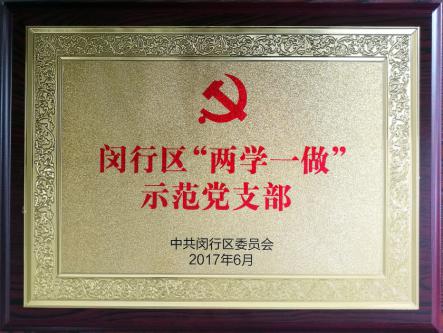 闵行区“两学一做”
示范党支部
中共闵行区委员会
2017年6月